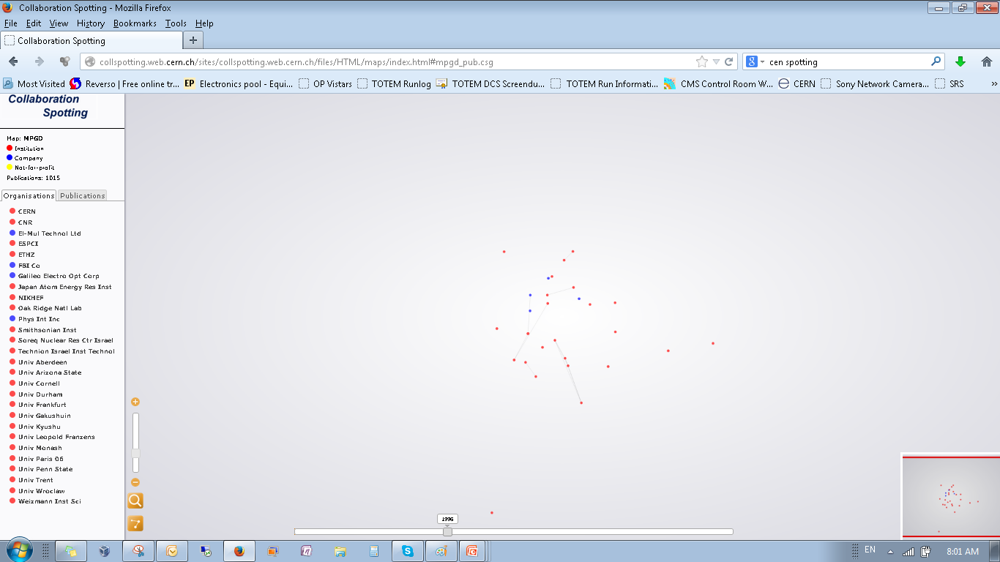 Collaboration Spotting - Mozilla Firefox
File Edit View History Bookmarks Tools Help
Collaboration Spotting
collspotting.web.cern.ch/sites/collspotting.web.cern.ch/files/HTML/maps/index.html#mpgd_pub.csg
cen spotting
Most Visited Reverso | Free online tr... EP Electronics pool - Equi... OP Vistars TOTEM Runlog TOTEM DCS Screendu... TOTEM Run Informati... CMS Control Room W... CERN Sony Network Camera... SRS »
Collaboration
Spotting
Map: MPGD
Institution
Company
Not-for-profit
Publications: 1015
Organisations Publications
CERN
CNR
El-Mul Technol Ltd
ESPCI
ETHZ
FBI Co
Galileo Electro Opt Corp
Japan Atom Energy Res Inst
NIKHEF
Oak Ridge Natl Lab
Phys Int Inc
Smithsonian Inst
Soreq Nuclear Res Ctr Israel
Technion Israel Inst Technol
Univ Aberdeen
Univ Arizona State
Univ Cornell
Univ Durham
Univ Frankfurt
Univ Gakushuin
Univ Kyushu
Univ Leopold Franzens
Univ Monash
Univ Paris 06
Univ Penn State
Univ Trent
Univ Wroclaw
Weizmann Inst Sci
1996
EN
8:01 AM